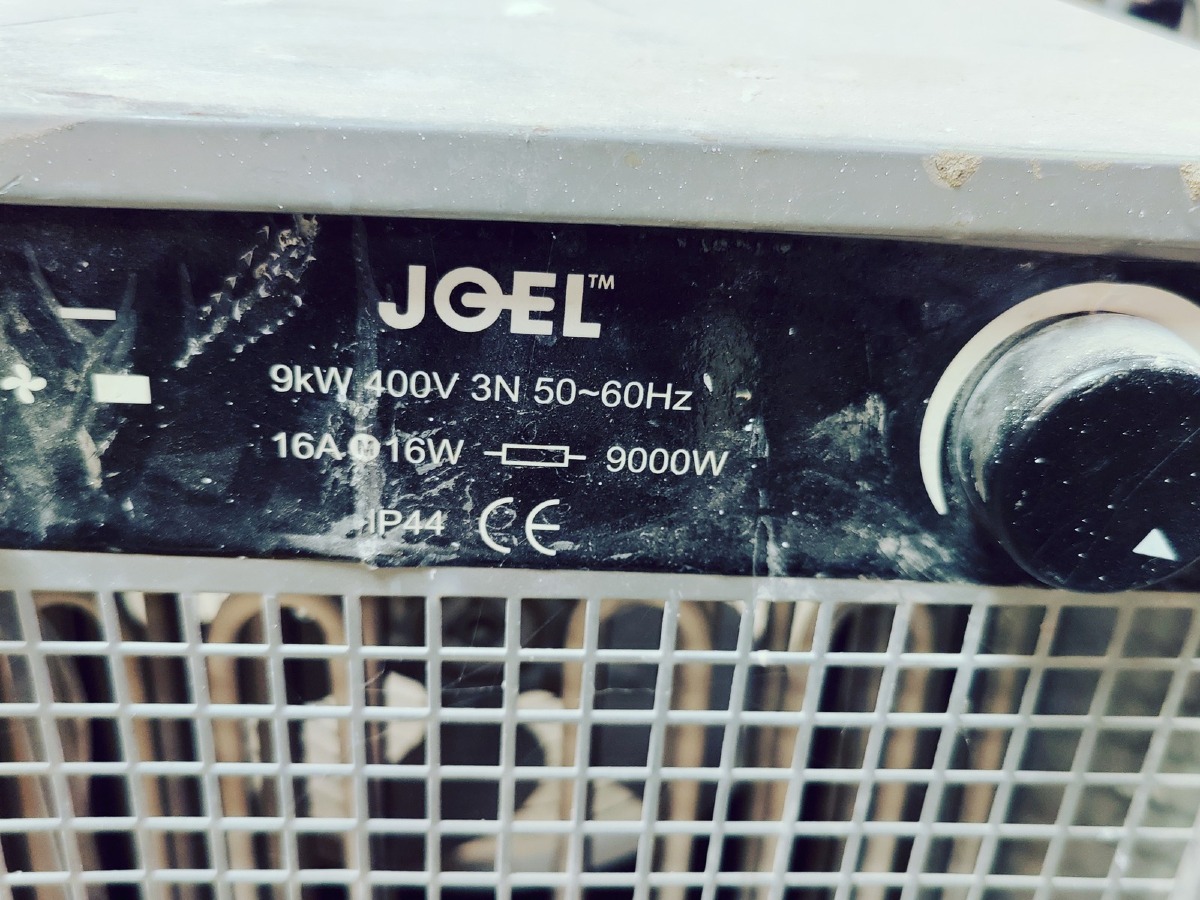 JOEL™
9kW 400V 3N 50~60Hz
16A M 16W 9000W
IP44 CE